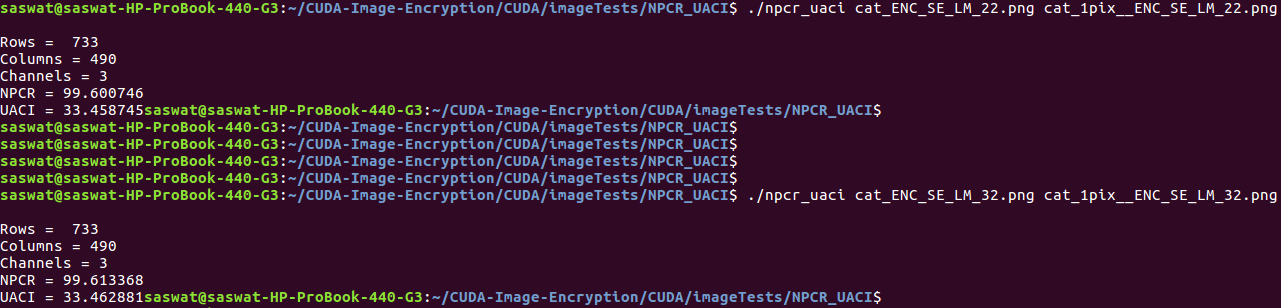 saswat@saswat-HP-ProBook-440-G3:~/CUDA-Image-Encryption/CUDA/imageTests/NPCR_UACI$ ./npcr_uaci cat_ENC_SE_LM_22.png cat_1pix__ENC_SE_LM_22.png
Rows =  733
Columns = 490
Channels = 3
NPCR = 99.600746
UACI = 33.458745saswat@saswat-HP-ProBook-440-G3:~/CUDA-Image-Encryption/CUDA/imageTests/NPCR_UACI$
saswat@saswat-HP-ProBook-440-G3:~/CUDA-Image-Encryption/CUDA/imageTests/NPCR_UACI$
saswat@saswat-HP-ProBook-440-G3:~/CUDA-Image-Encryption/CUDA/imageTests/NPCR_UACI$
saswat@saswat-HP-ProBook-440-G3:~/CUDA-Image-Encryption/CUDA/imageTests/NPCR_UACI$
saswat@saswat-HP-ProBook-440-G3:~/CUDA-Image-Encryption/CUDA/imageTests/NPCR_UACI$
saswat@saswat-HP-ProBook-440-G3:~/CUDA-Image-Encryption/CUDA/imageTests/NPCR_UACI$ ./npcr_uaci cat_ENC_SE_LM_32.png cat_1pix__ENC_SE_LM_32.png
Rows =  733
Columns = 490
Channels = 3
NPCR = 99.613368
UACI = 33.462881saswat@saswat-HP-ProBook-440-G3:~/CUDA-Image-Encryption/CUDA/imageTests/NPCR_UACI$